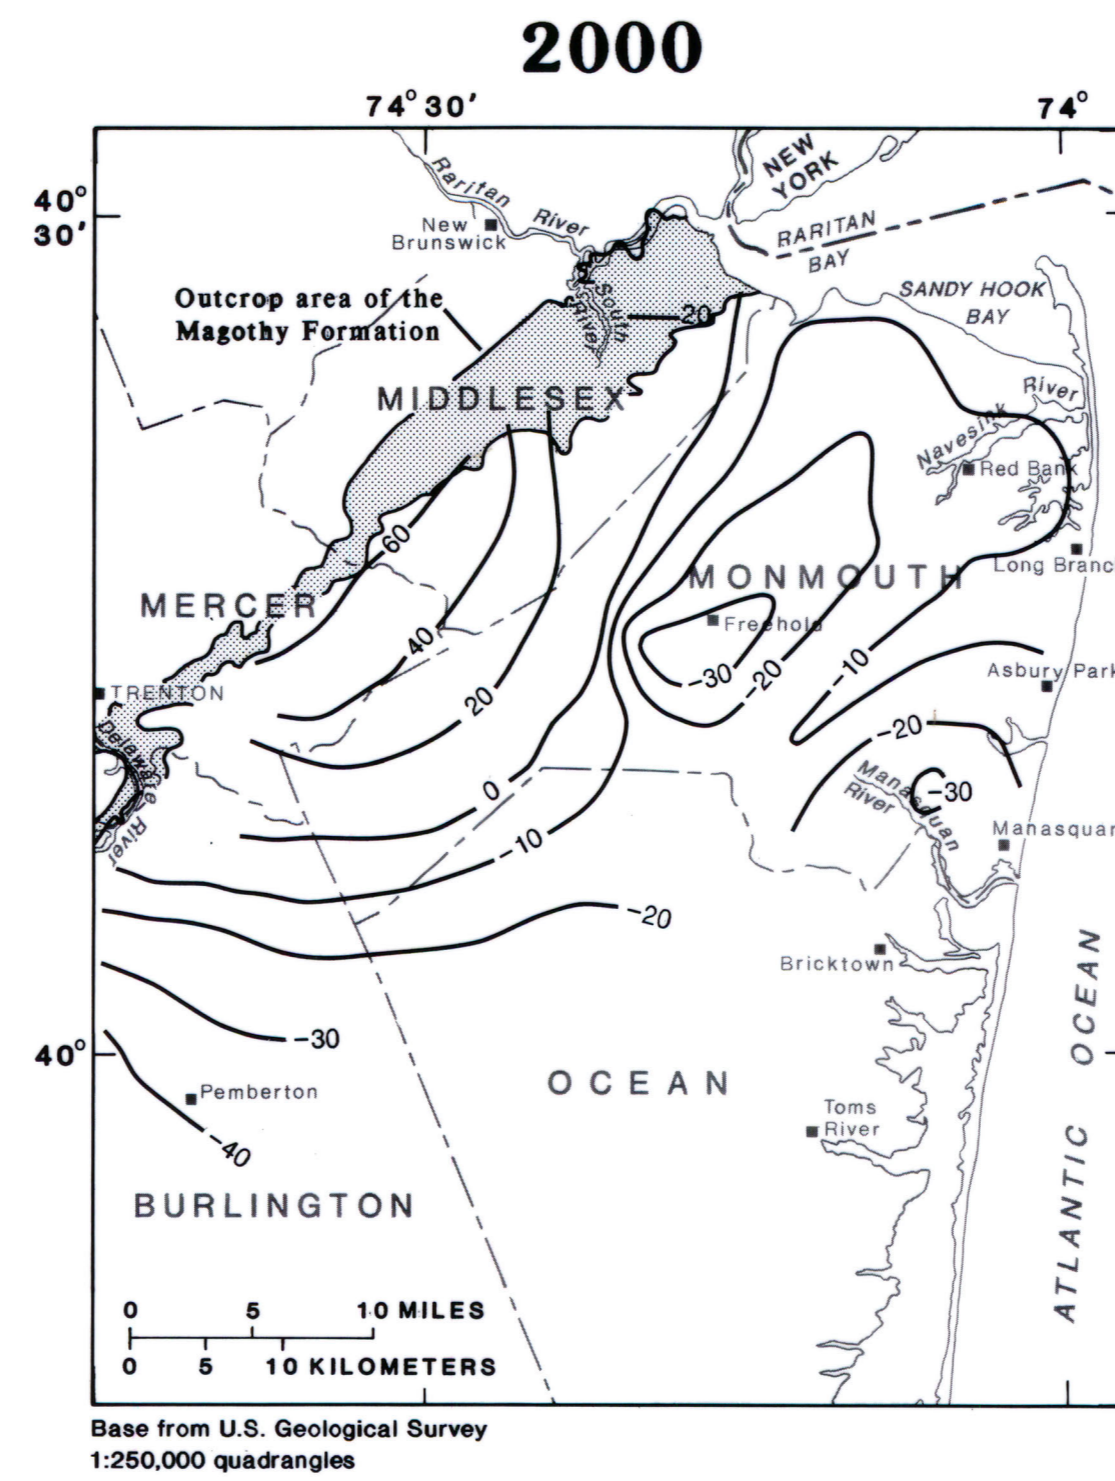 2000
74° 30'
74°
40°
30'
Raritan
River
NEW
YORK
New
Brunswick
RARITAN
BAY
SANDY HOOK
BAY
Outcrop area of the
Magothy Formation
South
River
20
MIDDLESEX
Navesink
River
Red Bank
60
Long Branc
MONMOUTH
MERCER
Freehold
40
-30
-20
-10
Asbury Park
TRENTON
20
-20
Delaware
River
0
Manasquan
River
-30
-10
Manasquan
-20
Bricktown
ATLANTIC OCEAN
-30
40°
OCEAN
Pemberton
Toms
River
-40
BURLINGTON
0 5 10 MILES
0 5 10 KILOMETERS
Base from U.S. Geological Survey
1:250,000 quadrangles